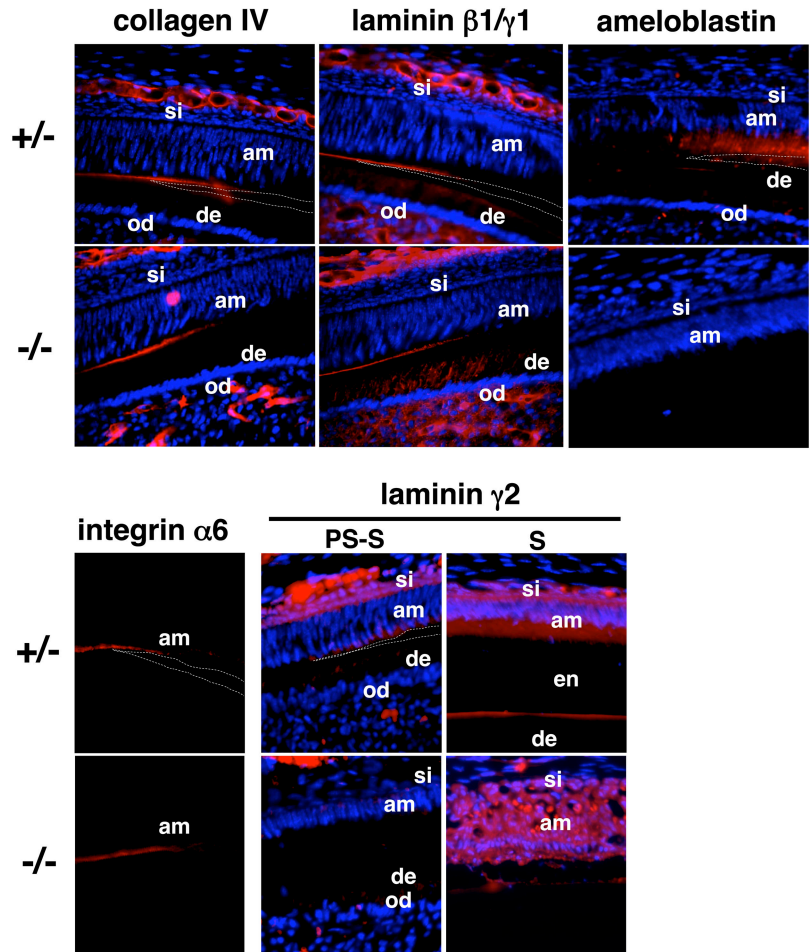 collagen IV laminin β1/γ1 ameloblastin
+/-
si am de od
si am od de
si am de od
-/-
si am de od
si am de od
si am
laminin γ2
integrin α6 PS-S S
+/-
am
si am de od
si am en de
-/-
am
si am de od
si am